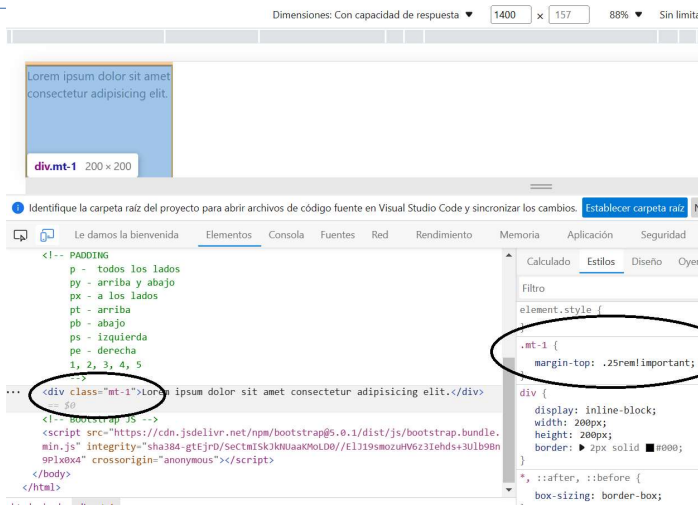 Dimensiones: Con capacidad de respuesta ▼ 1400 x 157 88% ▼ Sin limita
Lorem ipsum dolor sit amet
consectetur adipisicing elit.
div.mt-1 200 × 200
Identifique la carpeta raíz del proyecto para abrir archivos de código fuente en Visual Studio Code y sincronizar los cambios. Establecer carpeta raíz N
Le damos la bienvenida Elementos Consola Fuentes Red Rendimiento Memoria Aplicación Seguridad
<!-- PADDING
p - todos los lados
py - arriba y abajo
px - a los lados
pt - arriba
pb - abajo
ps - izquierda
pe - derecha
1, 2, 3, 4, 5
-->
<div class="mt-1">Lorem ipsum dolor sit amet consectetur adipisicing elit.</div>
== $0
<!-- Bootstrap JS -->
<script src="https://cdn.jsdelivr.net/npm/bootstrap@5.0.1/dist/js/bootstrap.bundle.
min.js" integrity="sha384-gtEjrD/SeCtmISkJkNUaaKMoLD0//ElJ19smozuHV6z3Iehds+3Ulb9Bn
9Plx0x4" crossorigin="anonymous"></script>
</body>
</html>
Calculado Estilos Diseño Oyen
Filtro
element.style {
}
.mt-1 {
margin-top: .25rem!important;
}
div {
display: inline-block;
width: 200px;
height: 200px;
border: ▶ 2px solid #000;
}
*, ::after, ::before {
box-sizing: border-box;